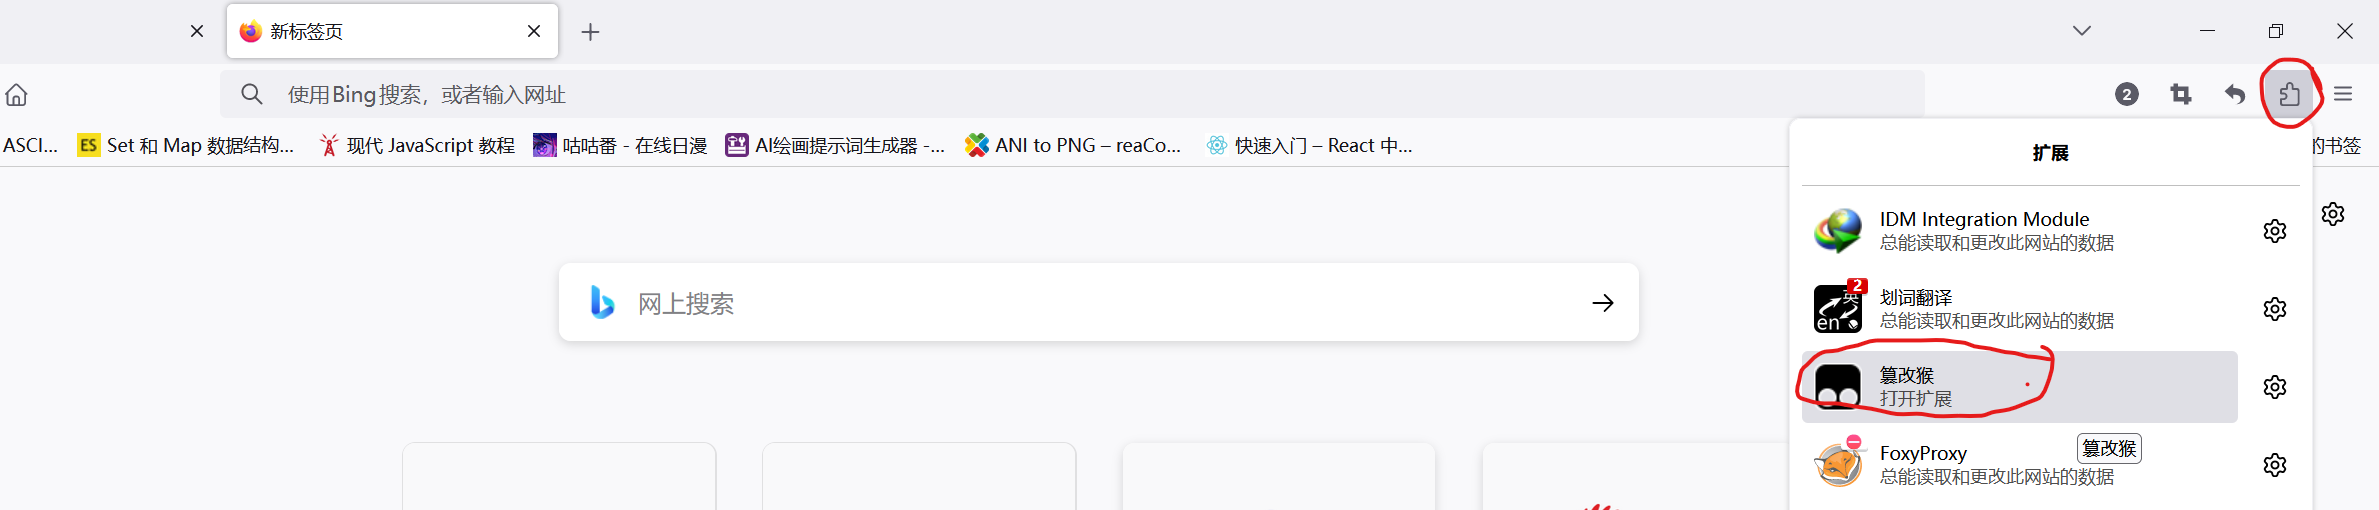 新标签页
使用Bing搜索，或者输入网址
2
ASCI...
ES Set 和 Map 数据结构...
现代 JavaScript 教程
咕咕番 - 在线日漫
AI绘画提示词生成器 -...
ANI to PNG – reaCo...
快速入门 – React 中...
的书签
扩展
IDM Integration Module
总能读取和更改此网站的数据
网上搜索
2
英
en
划词翻译
总能读取和更改此网站的数据
篡改猴
打开扩展
FoxyProxy
篡改猴
总能读取和更改此网站的数据